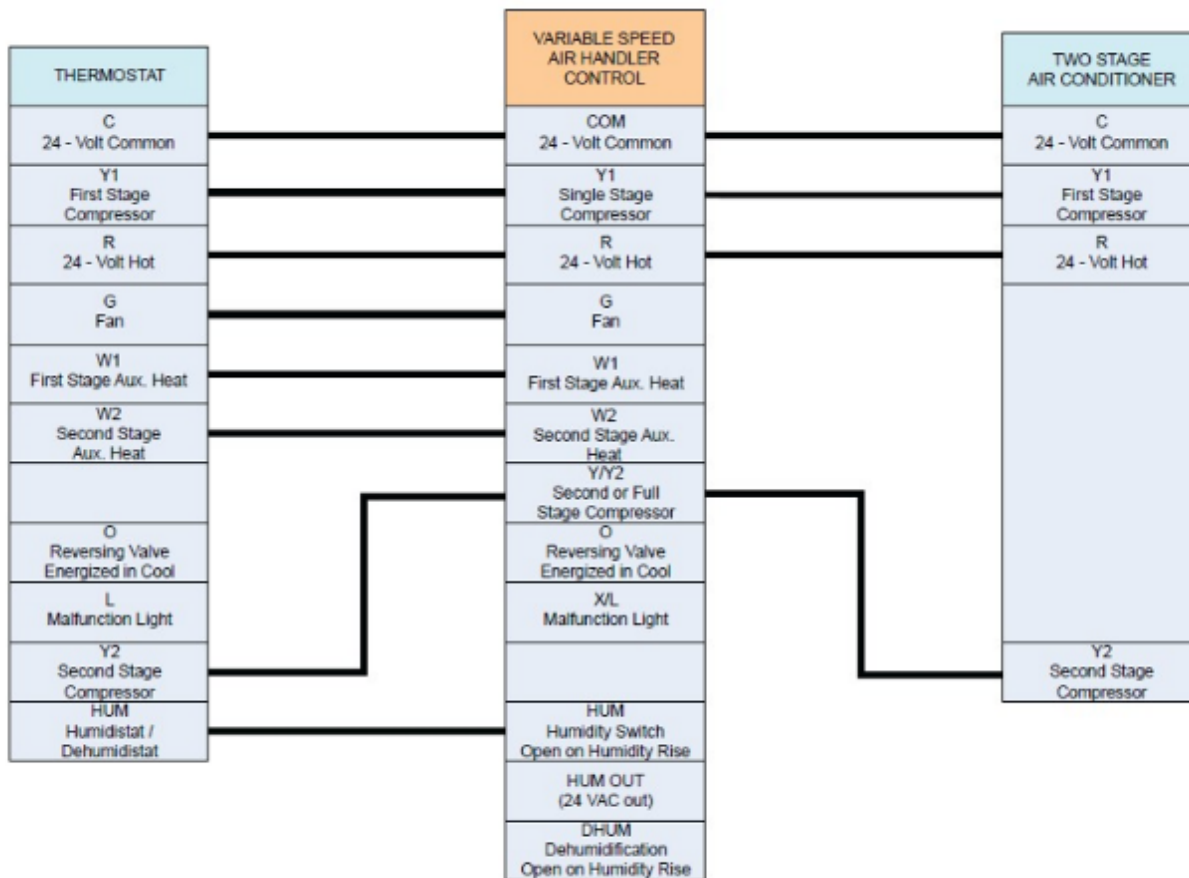 THERMOSTAT
C
24 - Volt Common
Y1
First Stage
Compressor
R
24 - Volt Hot
G
Fan
W1
First Stage Aux. Heat
W2
Second Stage
Aux. Heat
O
Reversing Valve
Energized in Cool
L
Malfunction Light
Y2
Second Stage
Compressor
HUM
Humidistat /
Dehumidistat
VARIABLE SPEED
AIR HANDLER
CONTROL
COM
24 - Volt Common
Y1
Single Stage
Compressor
R
24 - Volt Hot
G
Fan
W1
First Stage Aux. Heat
W2
Second Stage Aux.
Heat
Y/Y2
Second or Full
Stage Compressor
O
Reversing Valve
Energized in Cool
X/L
Malfunction Light
HUM
Humidity Switch
Open on Humidity Rise
HUM OUT
(24 VAC out)
DHUM
Dehumidification
Open on Humidity Rise
TWO STAGE
AIR CONDITIONER
C
24 - Volt Common
Y1
First Stage
Compressor
R
24 - Volt Hot
Y2
Second Stage
Compressor